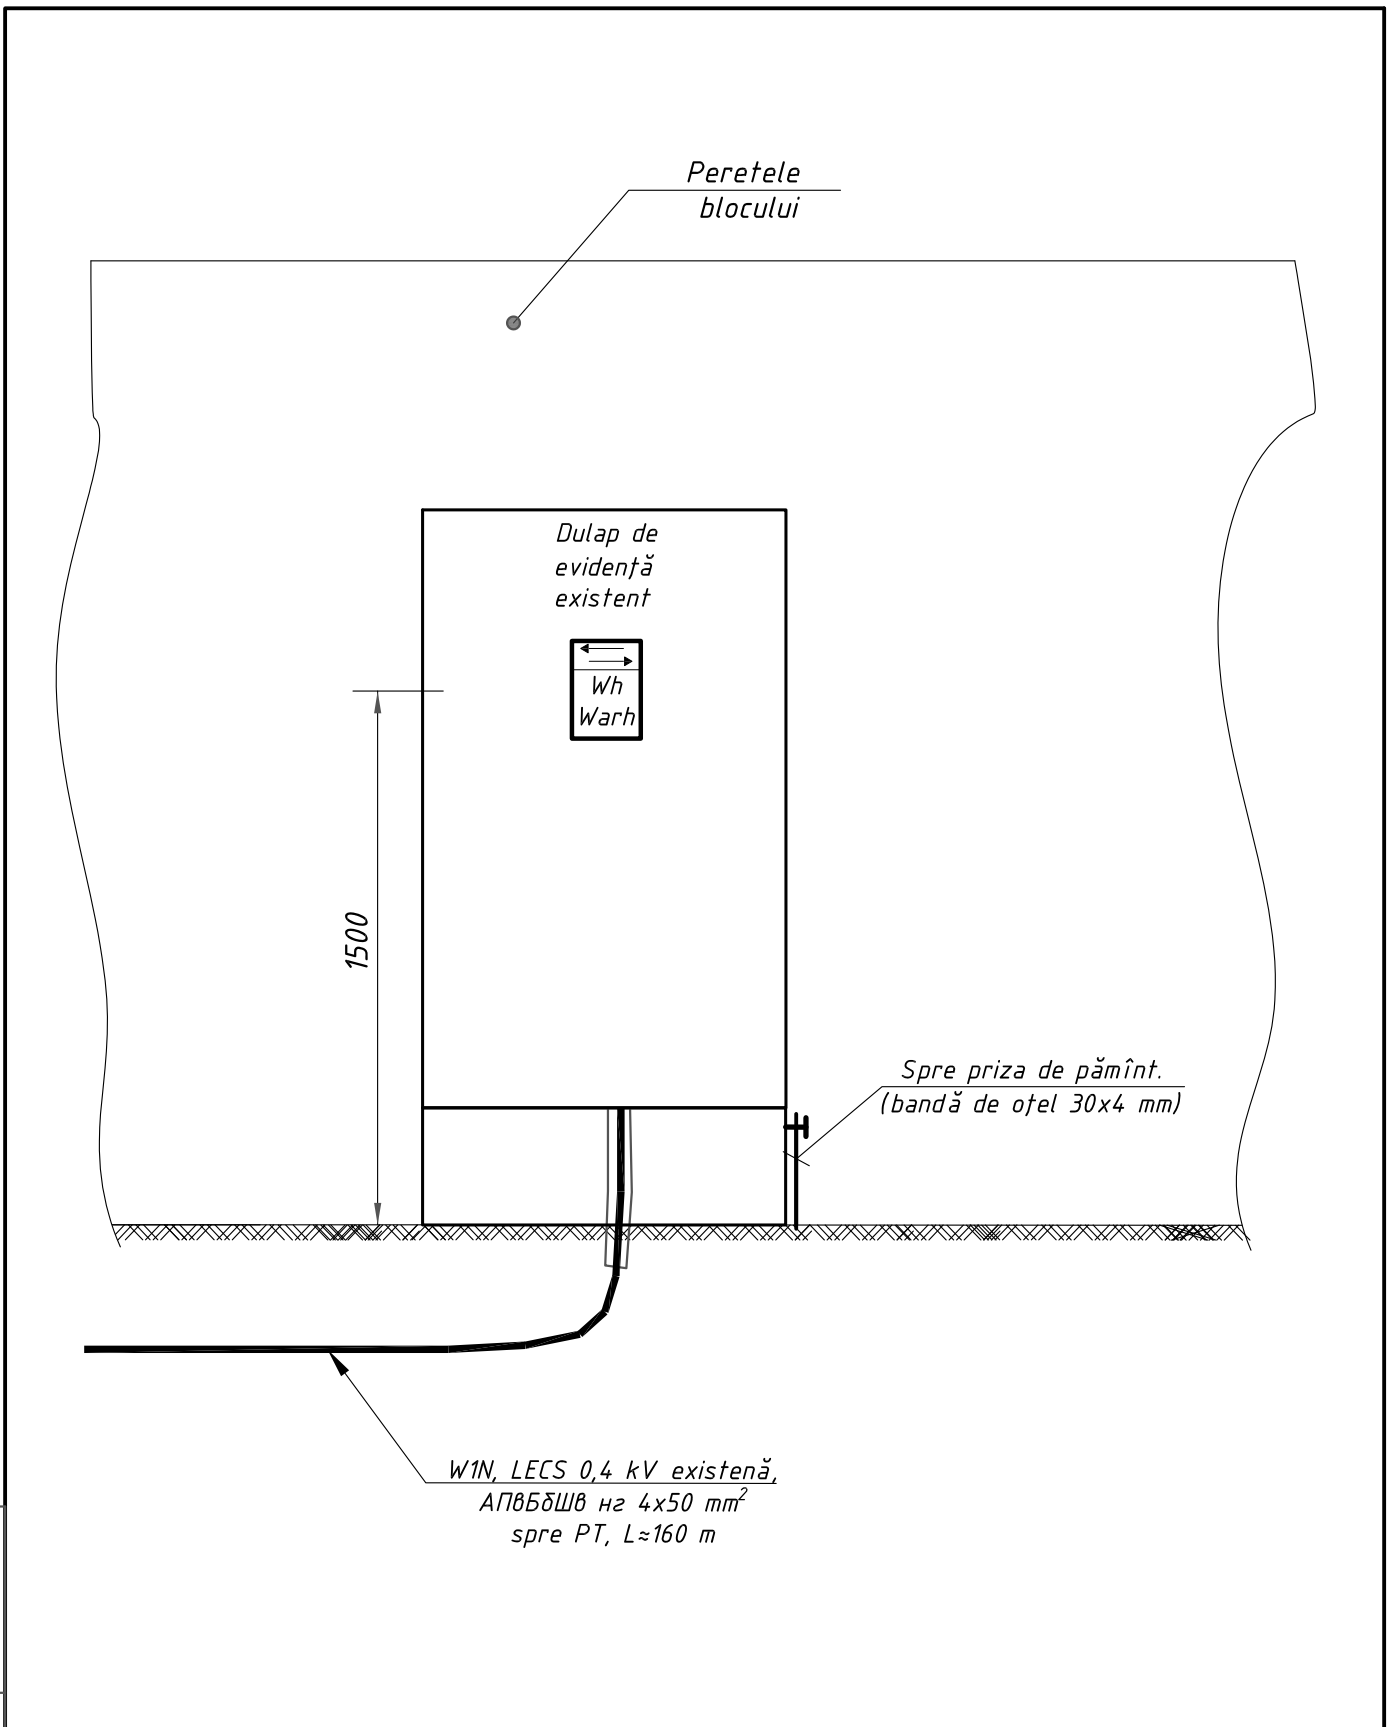 Peretele
blocului
Dulap de
evidență
existent
Wh
Warh
1500
Spre priza de pămînt.
(bandă de oțel 30x4 mm)
W1N, LECS 0,4 kV existenă,
АПвБбШв нг 4x50 mm²
spre PT, L≈160 m